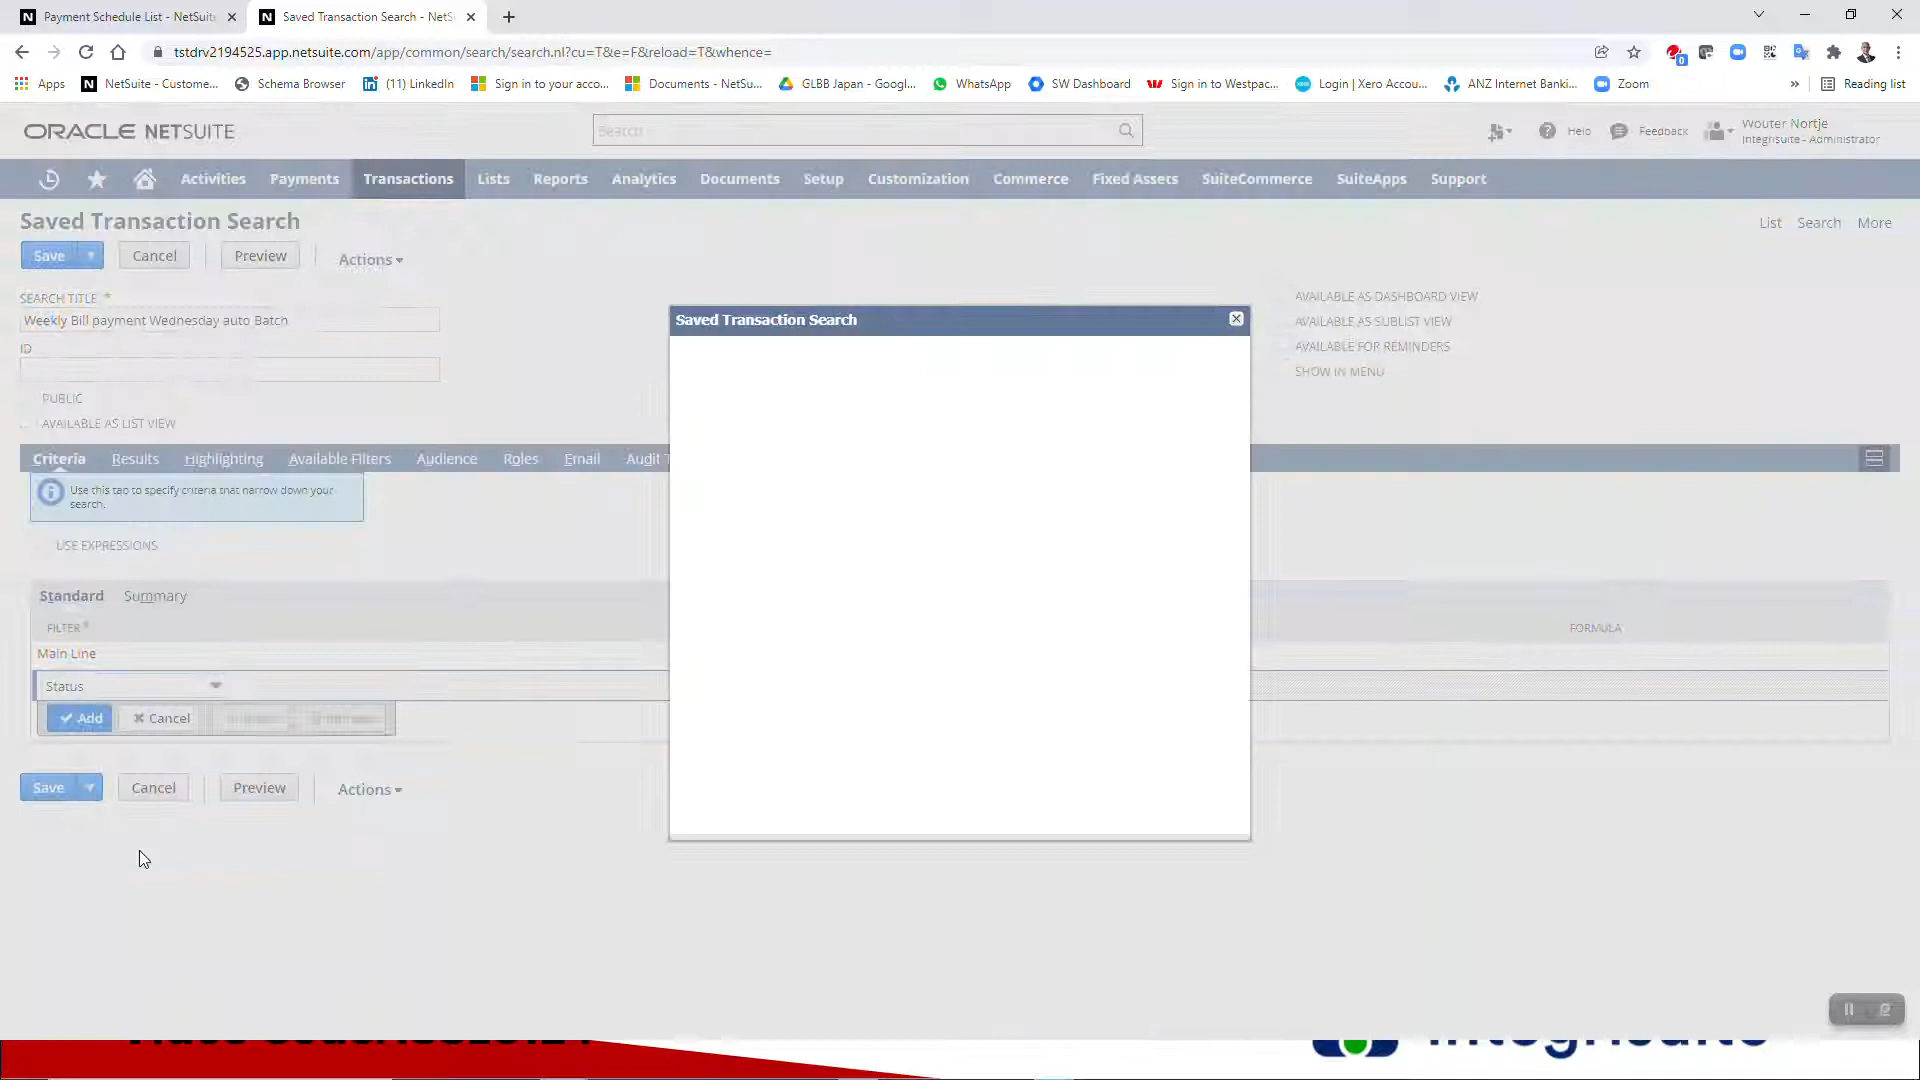 Payment Schedule List - NetSuit
Saved Transaction Search - NetS
tstdrv2194525.app.netsuite.com/app/common/search/search.nl?cu=T&e=F&reload=T&whence=
Apps
NetSuite - Custome...
Schema Browser
(11) LinkedIn
Sign in to your acco...
Documents - NetSu...
GLBB Japan - Googl...
WhatsApp
SW Dashboard
Sign in to Westpac...
Login | Xero Accou...
ANZ Internet Banki...
Zoom
»
Reading list
ORACLE NETSUITE
Search
Help
Feedback
Wouter Nortje
Integrisuite - Administrator
Activities
Payments
Transactions
Lists
Reports
Analytics
Documents
Setup
Customization
Commerce
Fixed Assets
SuiteCommerce
SuiteApps
Support
Saved Transaction Search
List
Search
More
Save
Cancel
Preview
Actions
SEARCH TITLE *
Weekly Bill payment Wednesday auto Batch
ID
PUBLIC
AVAILABLE AS LIST VIEW
AVAILABLE AS DASHBOARD VIEW
AVAILABLE AS SUBLIST VIEW
AVAILABLE FOR REMINDERS
SHOW IN MENU
Saved Transaction Search
Criteria
Results
Highlighting
Available Filters
Audience
Roles
Email
Audit T
Use this tab to specify criteria that narrow down your
search.
USE EXPRESSIONS
Standard
Summary
FILTER *
FORMULA
Main Line
Status
Add
Cancel
Save
Cancel
Preview
Actions